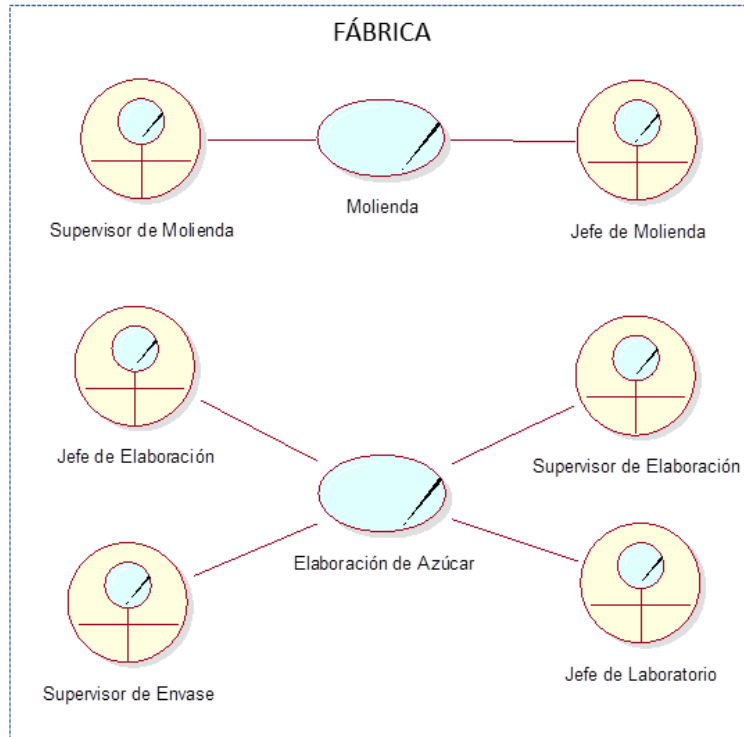 FÁBRICA
Supervisor de Molienda
Molienda
Jefe de Molienda
Jefe de Elaboración
Supervisor de Elaboración
Elaboración de Azúcar
Supervisor de Envase
Jefe de Laboratorio